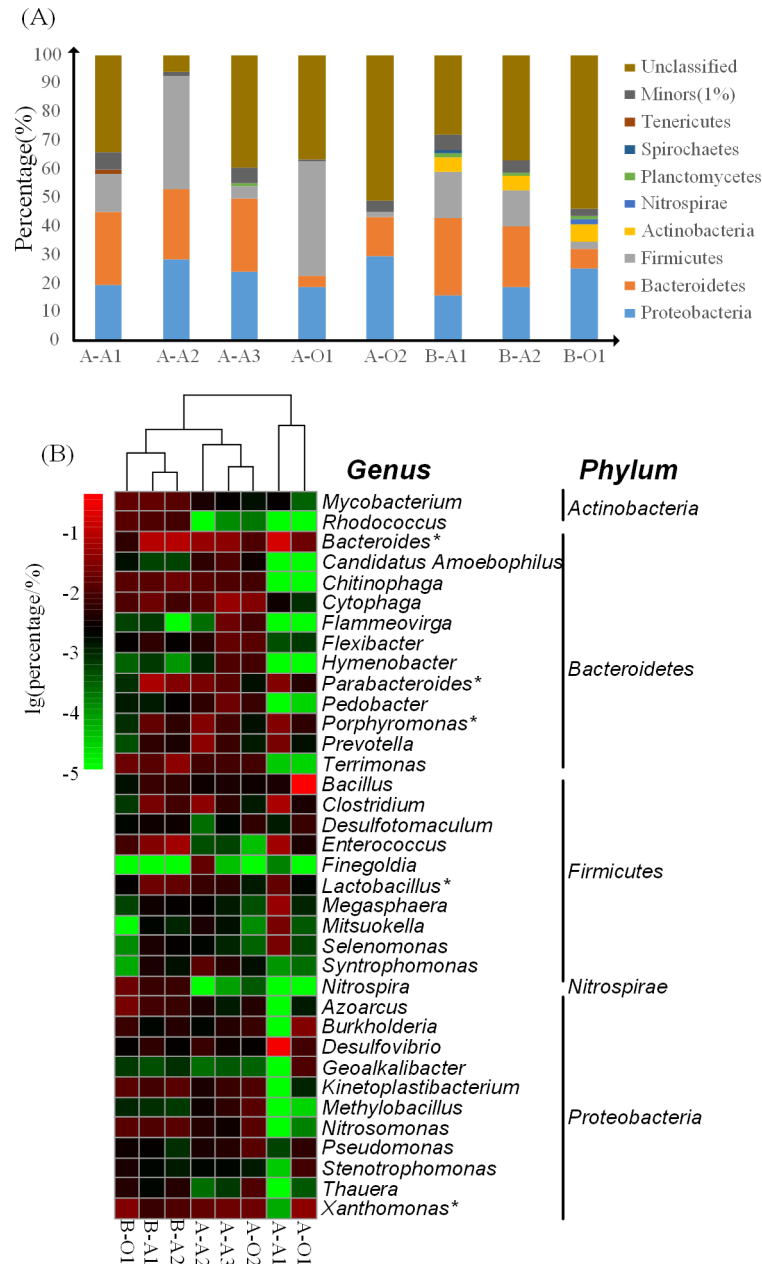 (A)
Percentage(%)
100
90
80
70
60
50
40
30
20
10
0
A-A1 A-A2 A-A3 A-O1 A-O2 B-A1 B-A2 B-O1
Unclassified
Minors(1%)
Tenericutes
Spirochaetes
Planctomycetes
Nitrospirae
Actinobacteria
Firmicutes
Bacteroidetes
Proteobacteria
(B)
Genus Phylum
lg(percentage/%)
-1
-2
-3
-4
-5
Mycobacterium
Rhodococcus
Bacteroides*
Candidatus Amoebophilus
Chitinophaga
Cytophaga
Flammeovirga
Flexibacter
Hymenobacter
Parabacteroides*
Pedobacter
Porphyromonas*
Prevotella
Terrimonas
Bacillus
Clostridium
Desulfotomaculum
Enterococcus
Finegoldia
Lactobacillus*
Megasphaera
Mitsuokella
Selenomonas
Syntrophomonas
Nitrospira
Azoarcus
Burkholderia
Desulfovibrio
Geoalkalibacter
Kinetoplastibacterium
Methylobacillus
Nitrosomonas
Pseudomonas
Stenotrophomonas
Thauera
Xanthomonas*
Actinobacteria
Bacteroidetes
Firmicutes
Nitrospirae
Proteobacteria
B-O1 B-A1 B-A2 A-A2 A-A3 A-O2 A-A1 A-O1